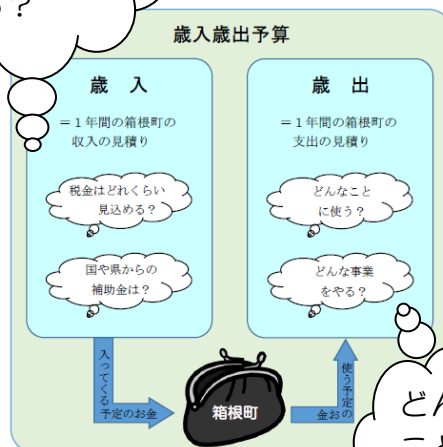 ？
歳入歳出予算
歳 入
＝１年間の箱根町の
収入の見積り
税金はどれくらい
見込める？
国や県からの
補助金は？
歳 出
＝１年間の箱根町の
支出の見積り
どんなこと
に使う？
どんな事業
をやる？
入ってくる
予定のお金
箱根町
使う予定の
お金
どん